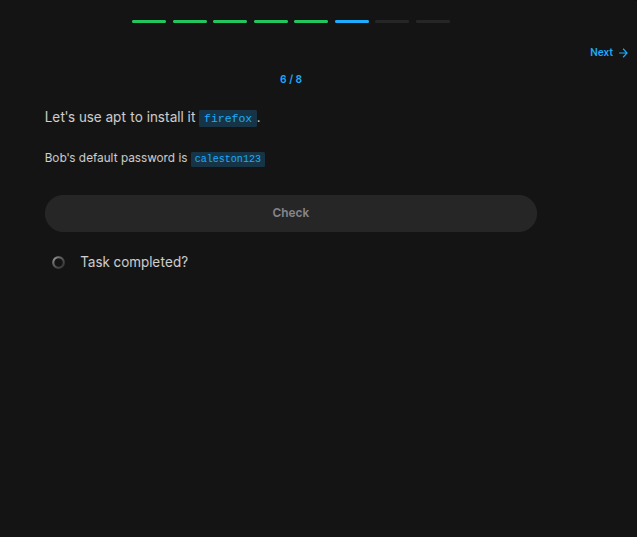 Next →
6 / 8
Let's use apt to install it firefox.
Bob's default password is caleston123
Check
Task completed?